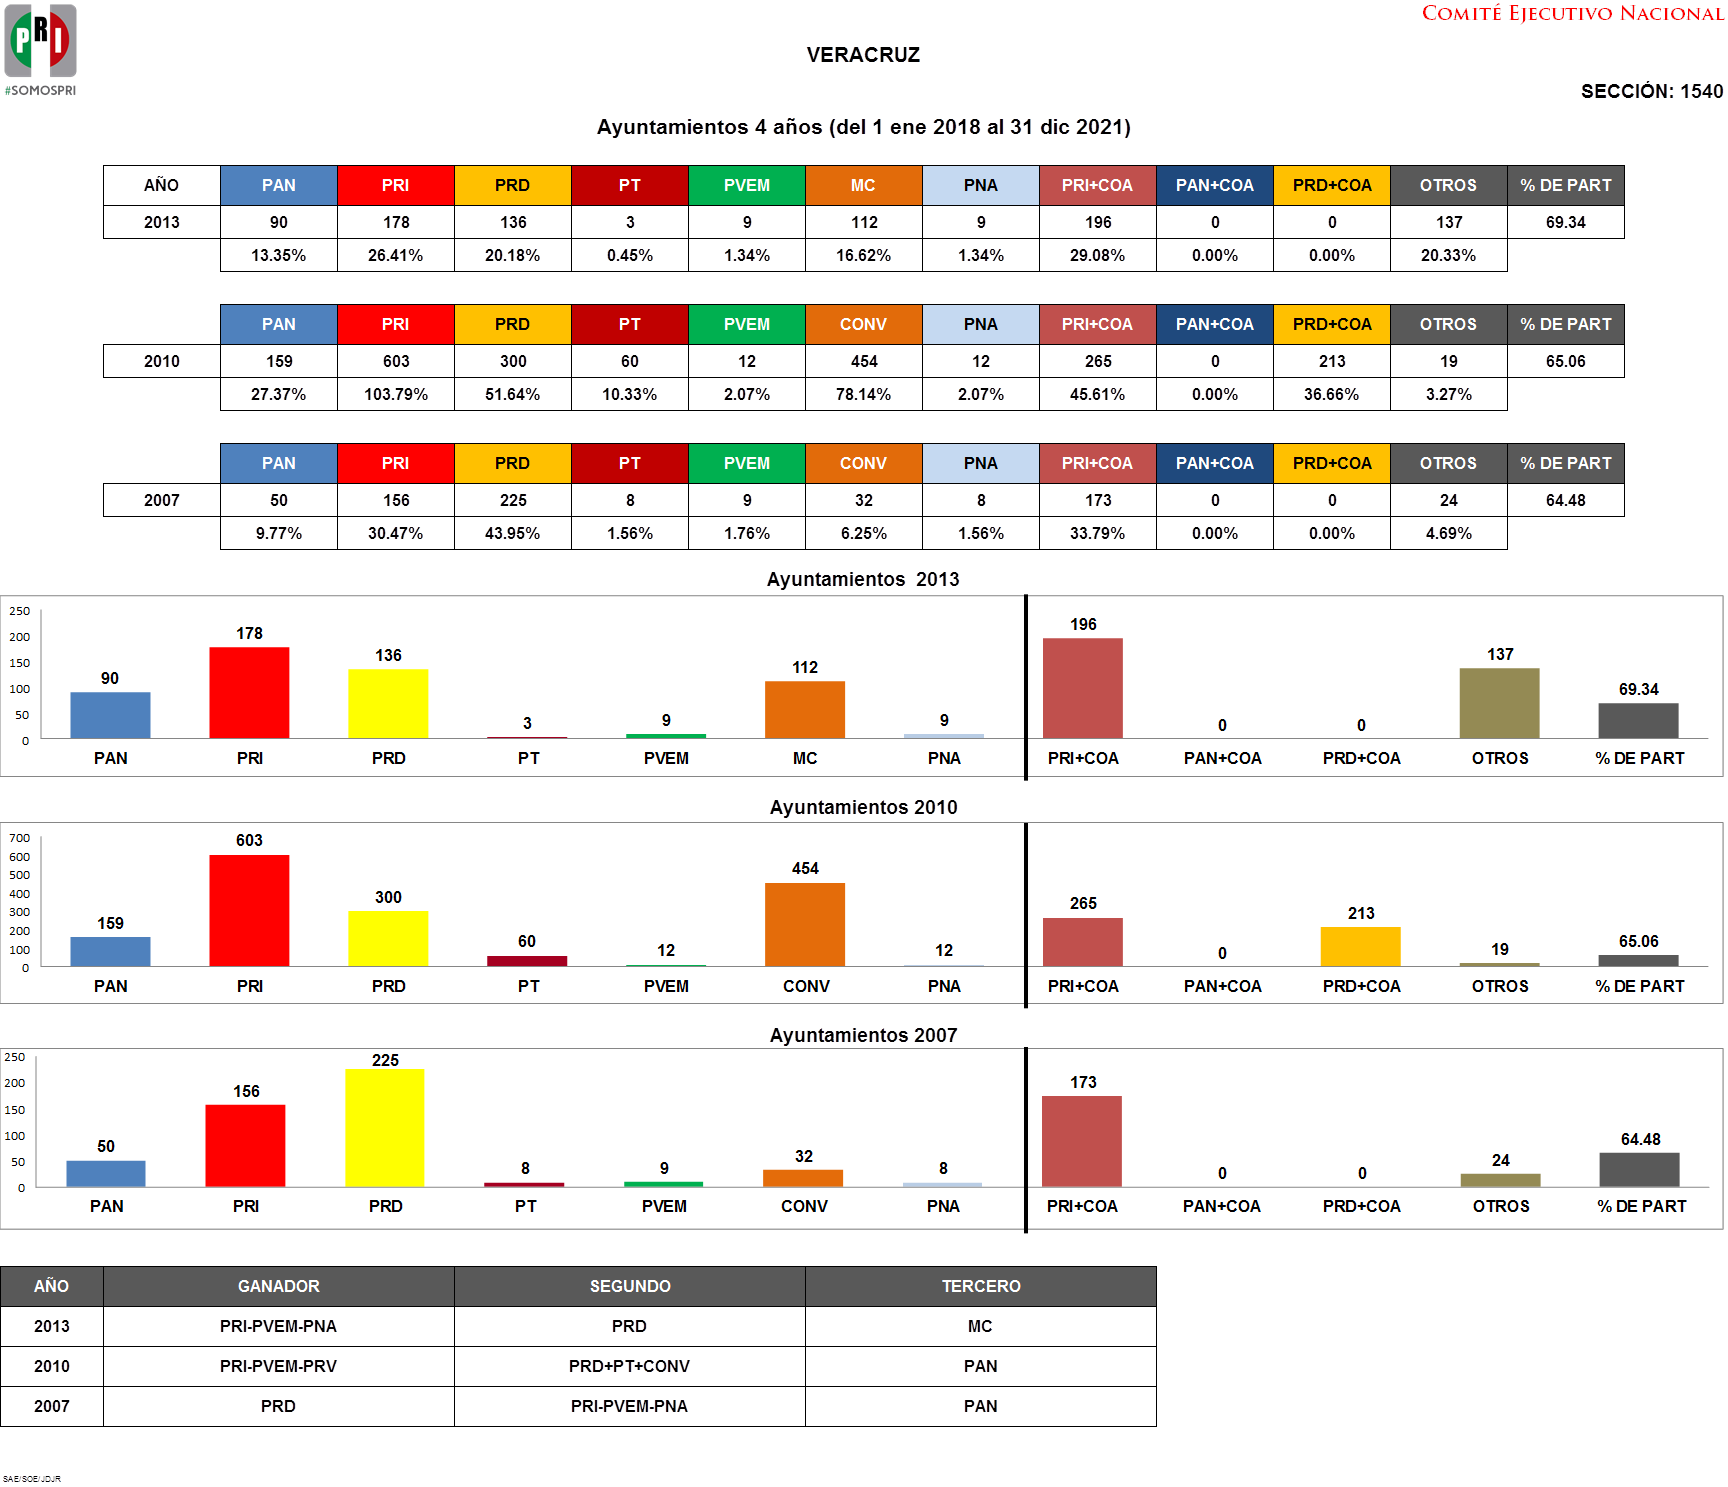 PRI
#SOMOSPRI
COMITÉ EJECUTIVO NACIONAL
VERACRUZ
SECCIÓN: 1540
Ayuntamientos 4 años (del 1 ene 2018 al 31 dic 2021)
AÑO PAN PRI PRD PT PVEM MC PNA PRI+COA PAN+COA PRD+COA OTROS % DE PART
2013 90 178 136 3 9 112 9 196 0 0 137 69.34
13.35% 26.41% 20.18% 0.45% 1.34% 16.62% 1.34% 29.08% 0.00% 0.00% 20.33%
PAN PRI PRD PT PVEM CONV PNA PRI+COA PAN+COA PRD+COA OTROS % DE PART
2010 159 603 300 60 12 454 12 265 0 213 19 65.06
27.37% 103.79% 51.64% 10.33% 2.07% 78.14% 2.07% 45.61% 0.00% 36.66% 3.27%
PAN PRI PRD PT PVEM CONV PNA PRI+COA PAN+COA PRD+COA OTROS % DE PART
2007 50 156 225 8 9 32 8 173 0 0 24 64.48
9.77% 30.47% 43.95% 1.56% 1.76% 6.25% 1.56% 33.79% 0.00% 0.00% 4.69%
Ayuntamientos 2013
250
200
150
100
50
0
90 178 136 3 9 112 9 196 0 0 137 69.34
PAN PRI PRD PT PVEM MC PNA PRI+COA PAN+COA PRD+COA OTROS % DE PART
Ayuntamientos 2010
700
600
500
400
300
200
100
0
159 603 300 60 12 454 12 265 0 213 19 65.06
PAN PRI PRD PT PVEM CONV PNA PRI+COA PAN+COA PRD+COA OTROS % DE PART
Ayuntamientos 2007
250
200
150
100
50
0
50 156 225 8 9 32 8 173 0 0 24 64.48
PAN PRI PRD PT PVEM CONV PNA PRI+COA PAN+COA PRD+COA OTROS % DE PART
AÑO GANADOR SEGUNDO TERCERO
2013 PRI-PVEM-PNA PRD MC
2010 PRI-PVEM-PRV PRD+PT+CONV PAN
2007 PRD PRI-PVEM-PNA PAN
SAE/SOE/JDJR